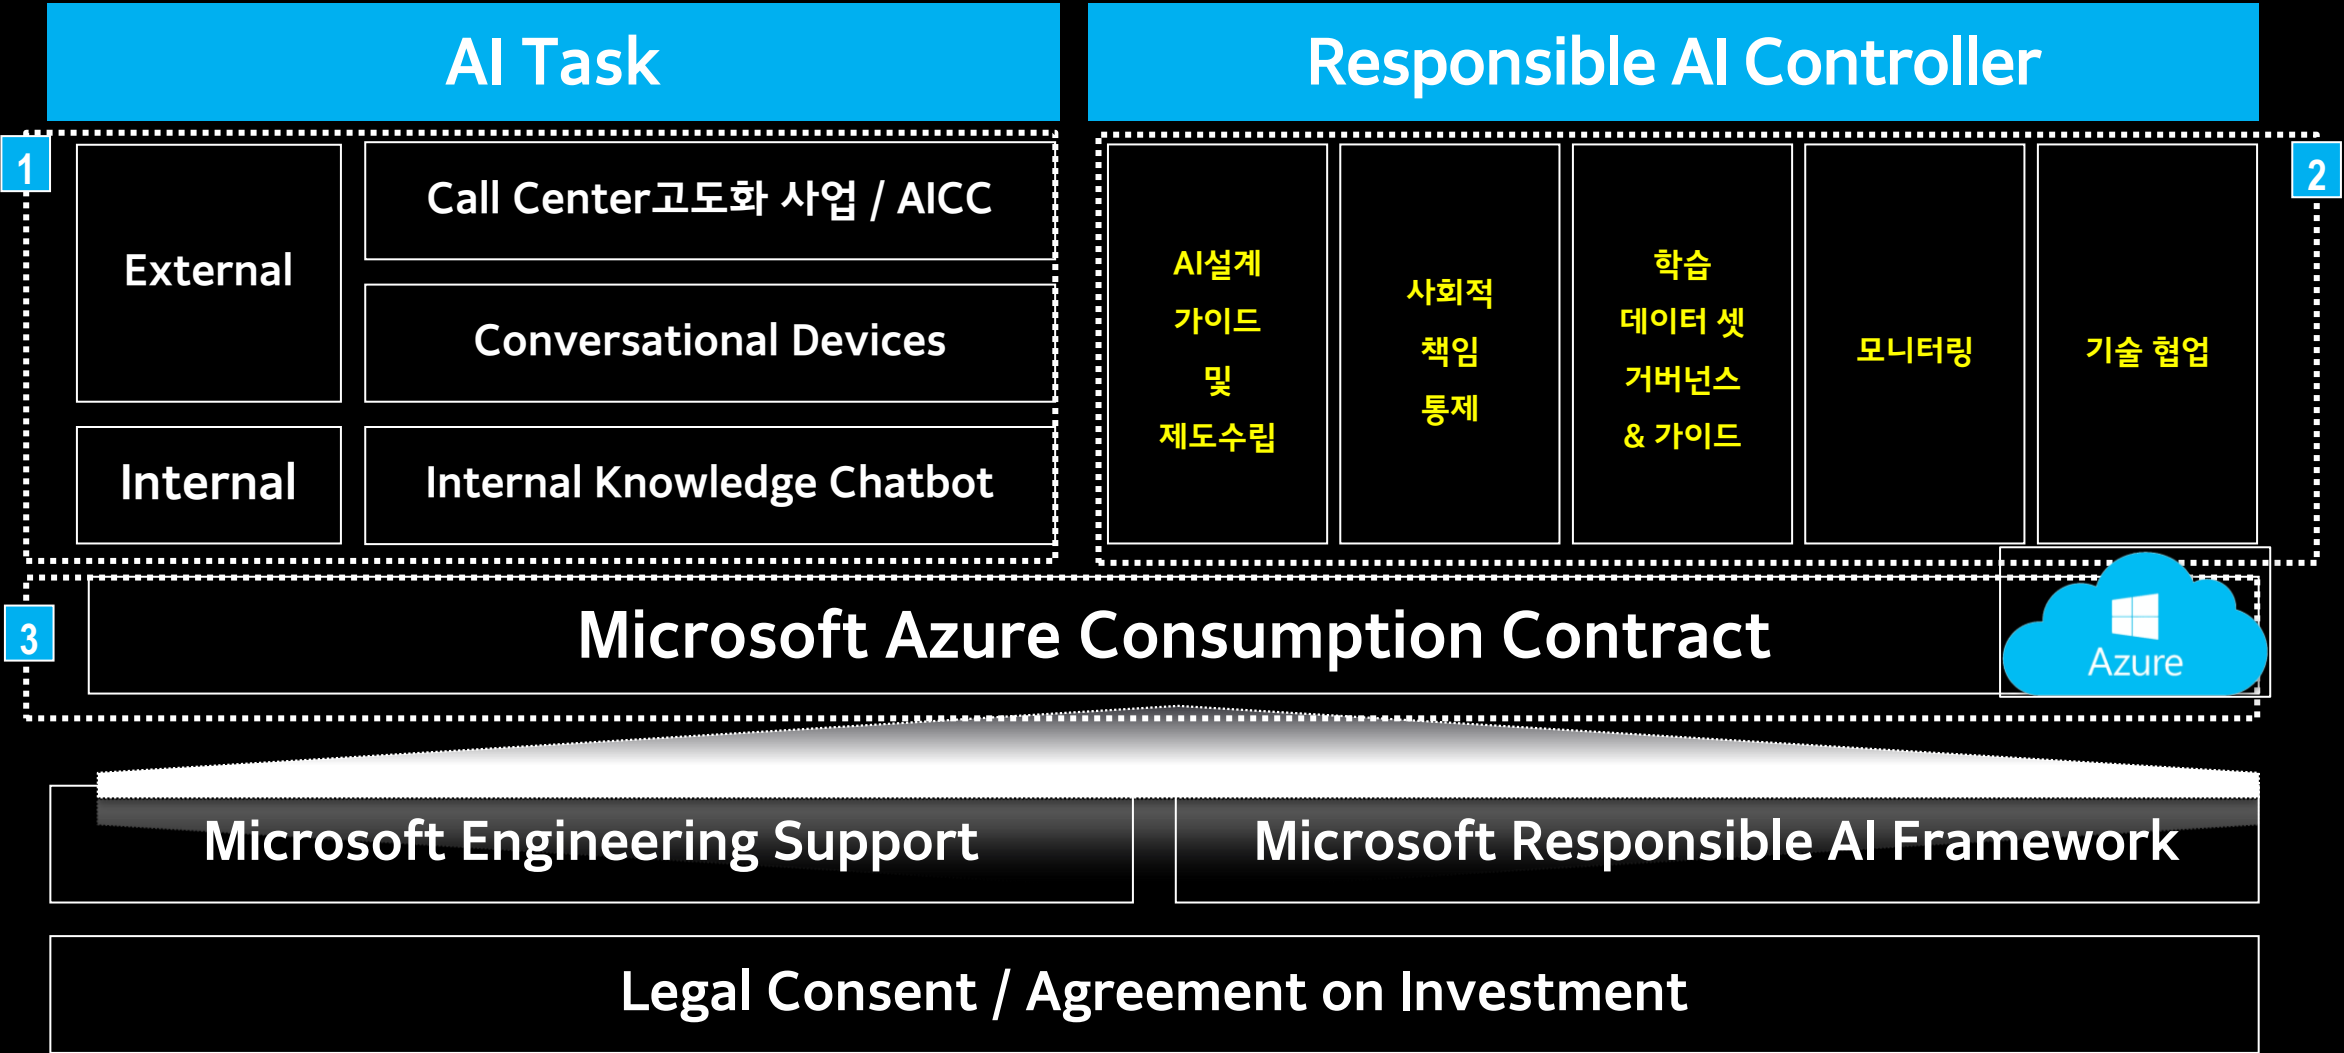 AI Task
Responsible AI Controller
1
2
External
Call Center고도화 사업 / AICC
Conversational Devices
Internal
Internal Knowledge Chatbot
AI설계
가이드
및
제도수립
사회적
책임
통제
학습
데이터 셋
거버넌스
& 가이드
모니터링
기술 협업
3
Microsoft Azure Consumption Contract
Azure
Microsoft Engineering Support
Microsoft Responsible AI Framework
Legal Consent / Agreement on Investment